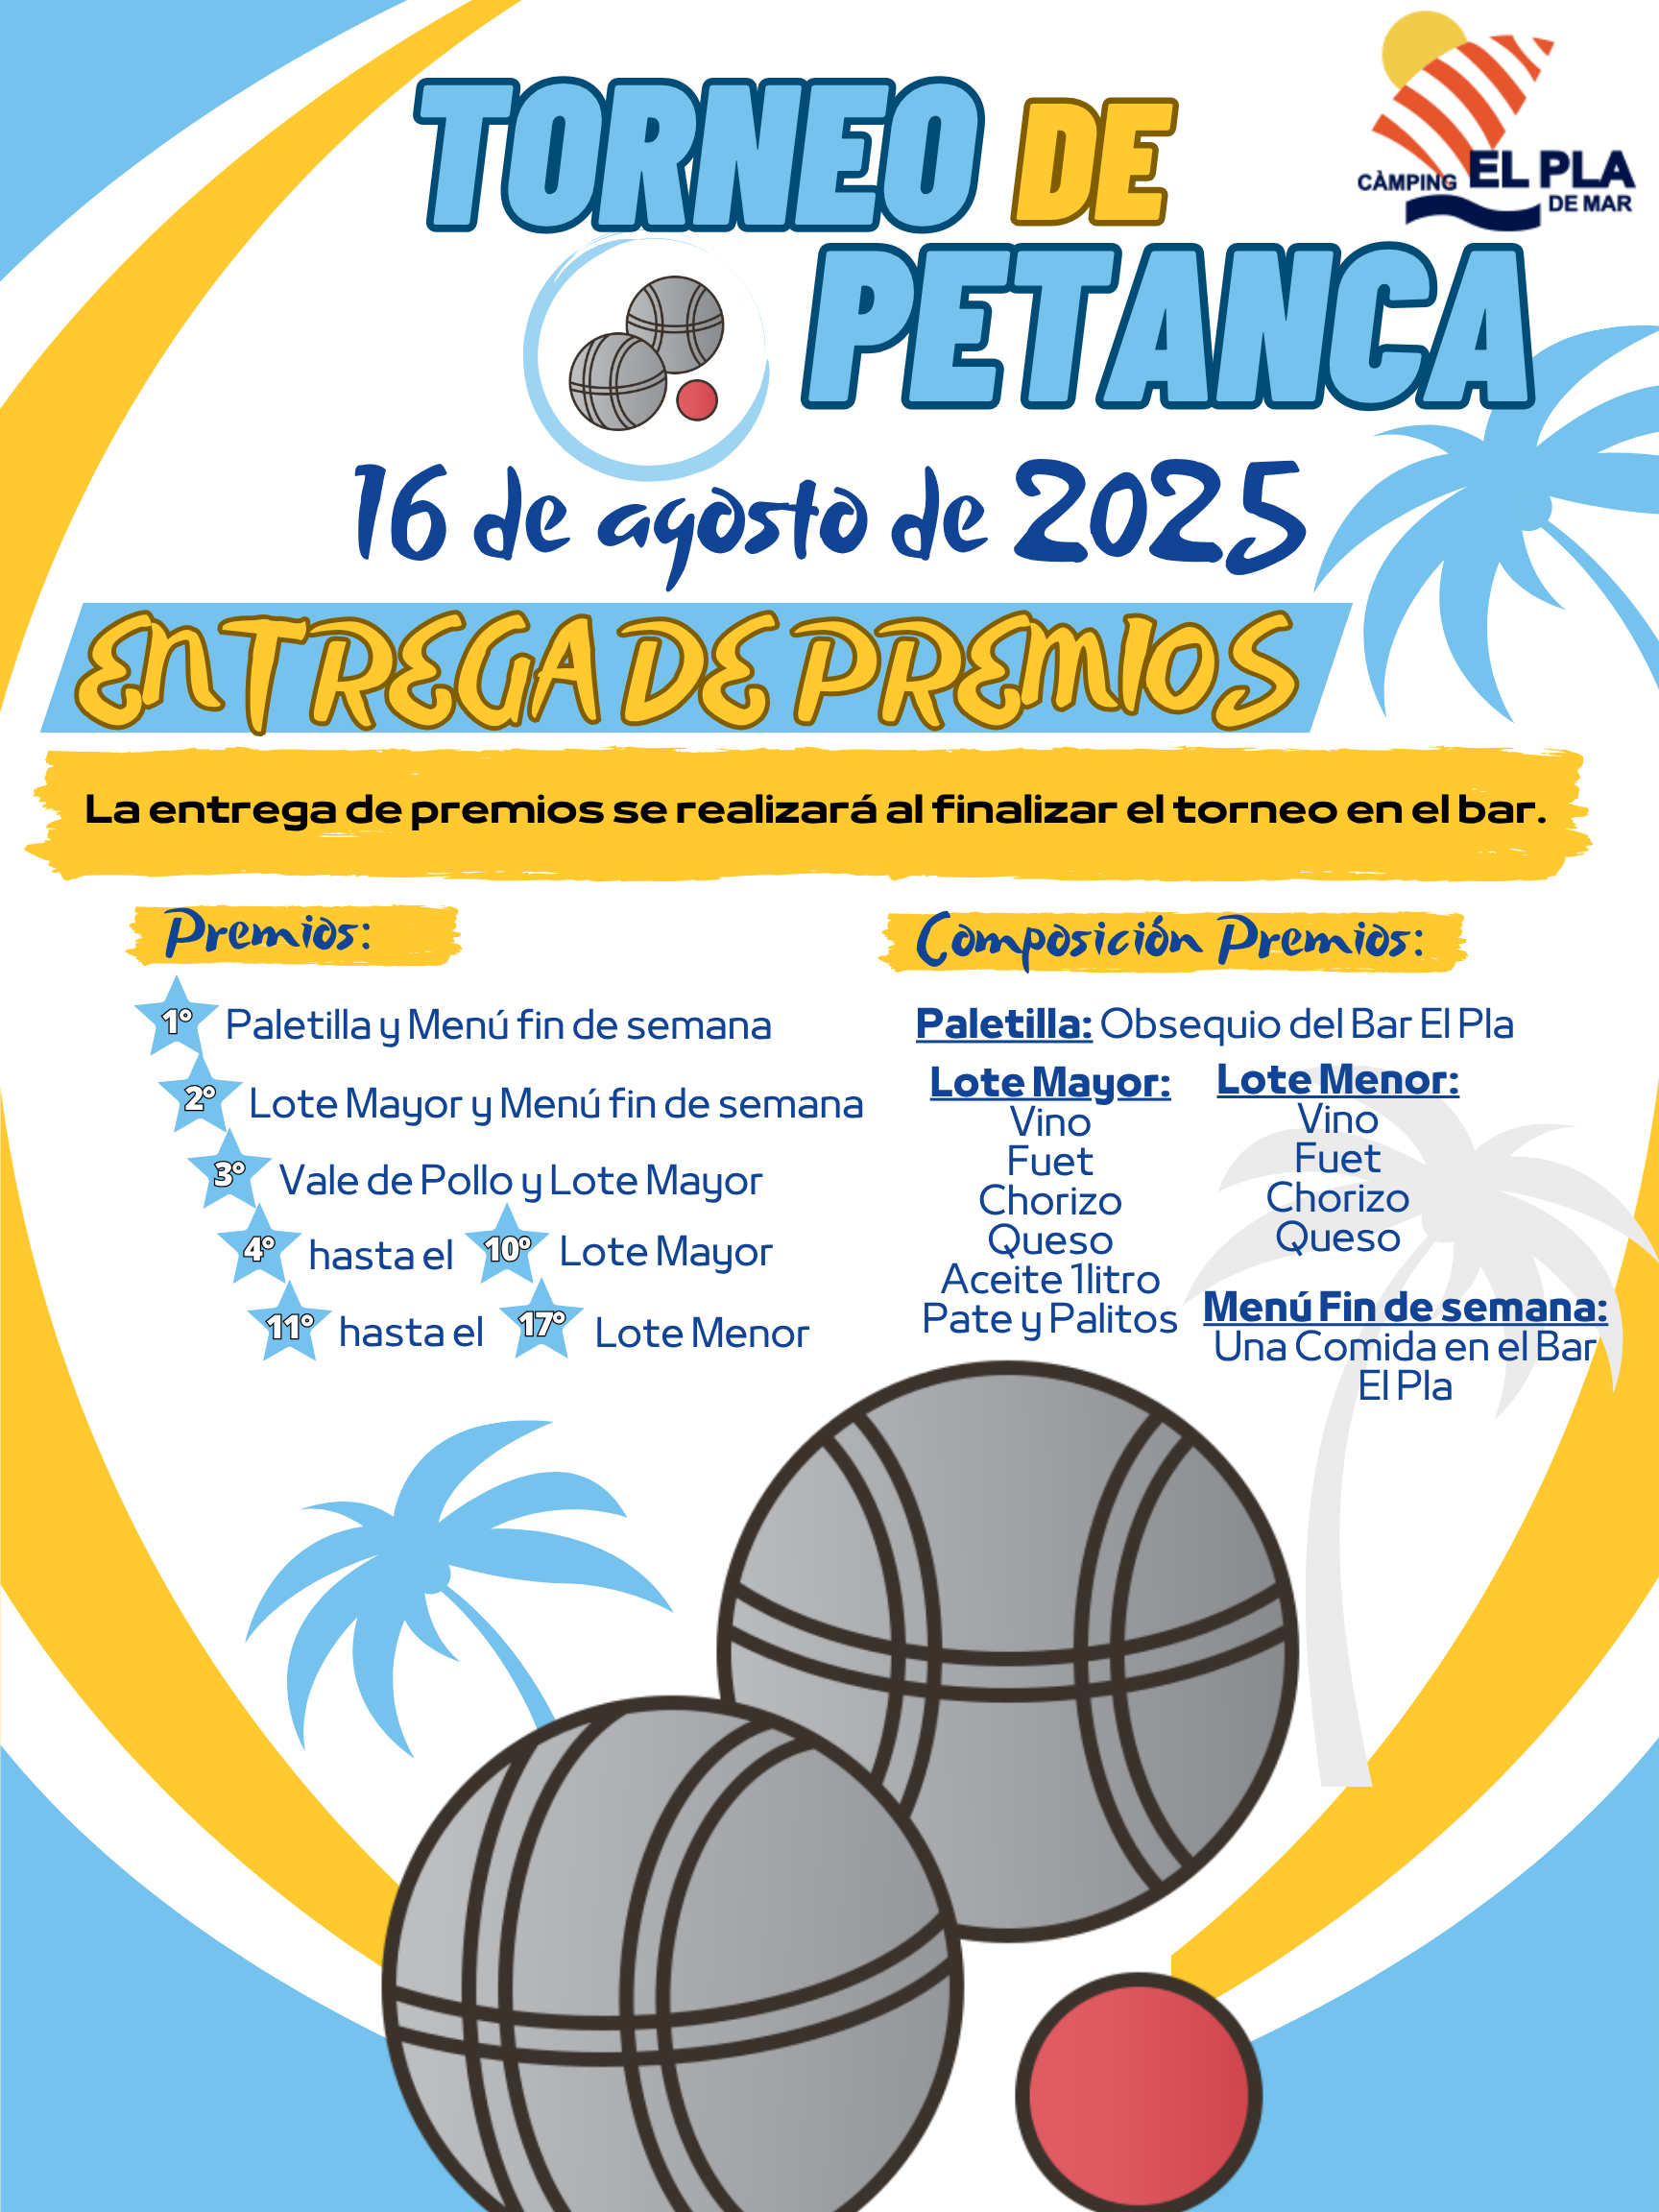 TORNEO DE
PETANCA
CÀMPING EL PLA
DE MAR
16 de agosto de 2025
ENTREGA DE PREMIOS
La entrega de premios se realizará al finalizar el torneo en el bar.
Premios:
1º Paletilla y Menú fin de semana
2º Lote Mayor y Menú fin de semana
3º Vale de Pollo y Lote Mayor
4º hasta el 10º Lote Mayor
11º hasta el 17º Lote Menor
Composición Premios:
Paletilla: Obsequio del Bar El Pla
Lote Mayor:
Vino
Fuet
Chorizo
Queso
Aceite 1litro
Pate y Palitos
Lote Menor:
Vino
Fuet
Chorizo
Queso
Menú Fin de semana:
Una Comida en el Bar
El Pla